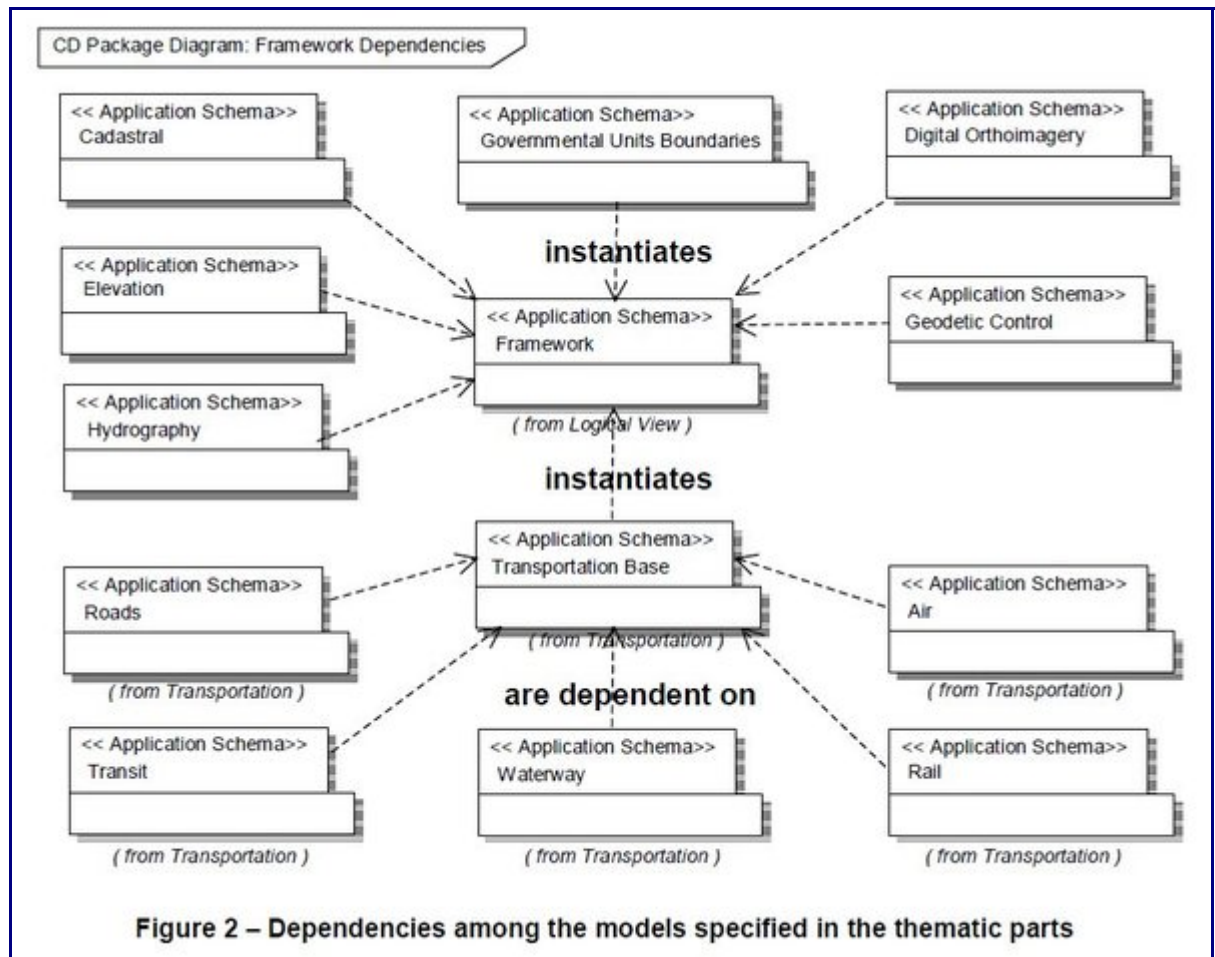 CD Package Diagram: Framework Dependencies
<< Application Schema>>
Cadastral
<< Application Schema>>
Governmental Units Boundaries
<< Application Schema>>
Digital Orthoimagery
instantiates
<< Application Schema>>
Elevation
<< Application Schema>>
Framework
( from Logical View )
<< Application Schema>>
Geodetic Control
<< Application Schema>>
Hydrography
instantiates
<< Application Schema>>
Transportation Base
( from Transportation )
<< Application Schema>>
Roads
( from Transportation )
<< Application Schema>>
Air
( from Transportation )
are dependent on
<< Application Schema>>
Transit
( from Transportation )
<< Application Schema>>
Waterway
( from Transportation )
<< Application Schema>>
Rail
( from Transportation )
Figure 2 – Dependencies among the models specified in the thematic parts